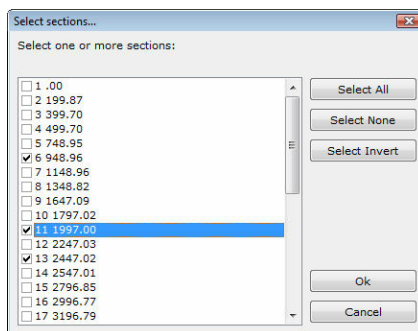 Select sections...
Select one or more sections:
1 .00
2 199.87
3 399.70
4 499.70
5 748.95
6 948.96
7 1148.96
8 1348.82
9 1647.09
10 1797.02
11 1997.00
12 2247.03
13 2447.02
14 2547.01
15 2796.85
16 2996.77
17 3196.79
Select All
Select None
Select Invert
Ok
Cancel